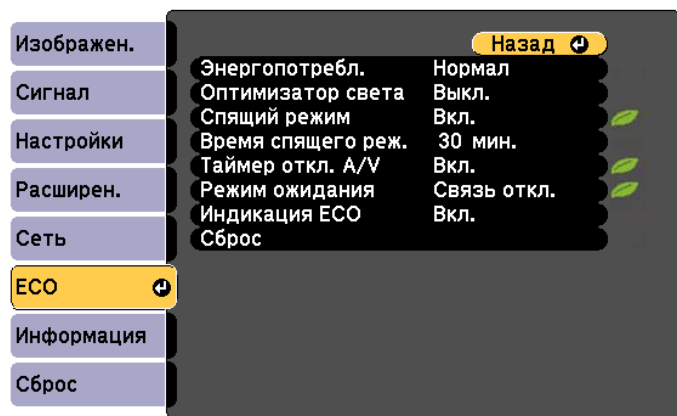 Изображен.
Сигнал
Настройки
Расширен.
Сеть
ECO
Информация
Сброс
Назад
Энергопотребл. Нормал
Оптимизатор света Выкл.
Спящий режим Вкл.
Время спящего реж. 30 мин.
Таймер откл. A/V Вкл.
Режим ожидания Связь откл.
Индикация ECO Вкл.
Сброс